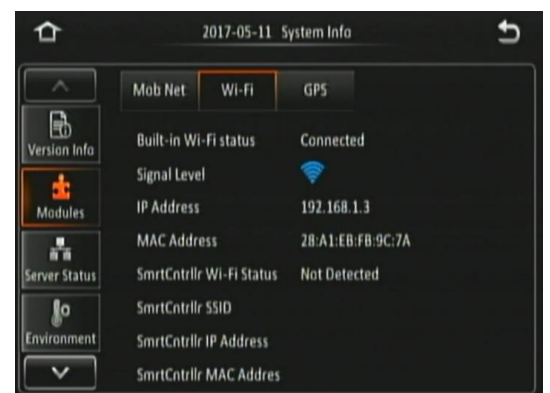 2017-05-11 System Info
Mob Net Wi-Fi GPS
Version Info
Modules
Server Status
Environment
Built-in Wi-Fi status Connected
Signal Level
IP Address 192.168.1.3
MAC Address 28:A1:EB:FB:9C:7A
SmrtCntrllr Wi-Fi Status Not Detected
SmrtCntrllr SSID
SmrtCntrllr IP Address
SmrtCntrllr MAC Addres